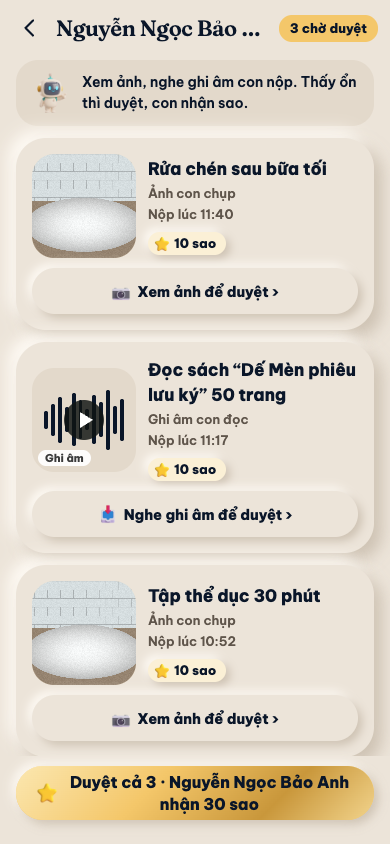 Nguyễn Ngọc Bảo ...
3 chờ duyệt
Xem ảnh, nghe ghi âm con nộp. Thấy ổn
thì duyệt, con nhận sao.
Rửa chén sau bữa tối
Ảnh con chụp
Nộp lúc 11:40
10 sao
Xem ảnh để duyệt ›
Đọc sách “Dế Mèn phiêu
lưu ký” 50 trang
Ghi âm con đọc
Nộp lúc 11:17
Ghi âm
10 sao
Nghe ghi âm để duyệt ›
Tập thể dục 30 phút
Ảnh con chụp
Nộp lúc 10:52
10 sao
Xem ảnh để duyệt ›
Duyệt cả 3 · Nguyễn Ngọc Bảo Anh
nhận 30 sao